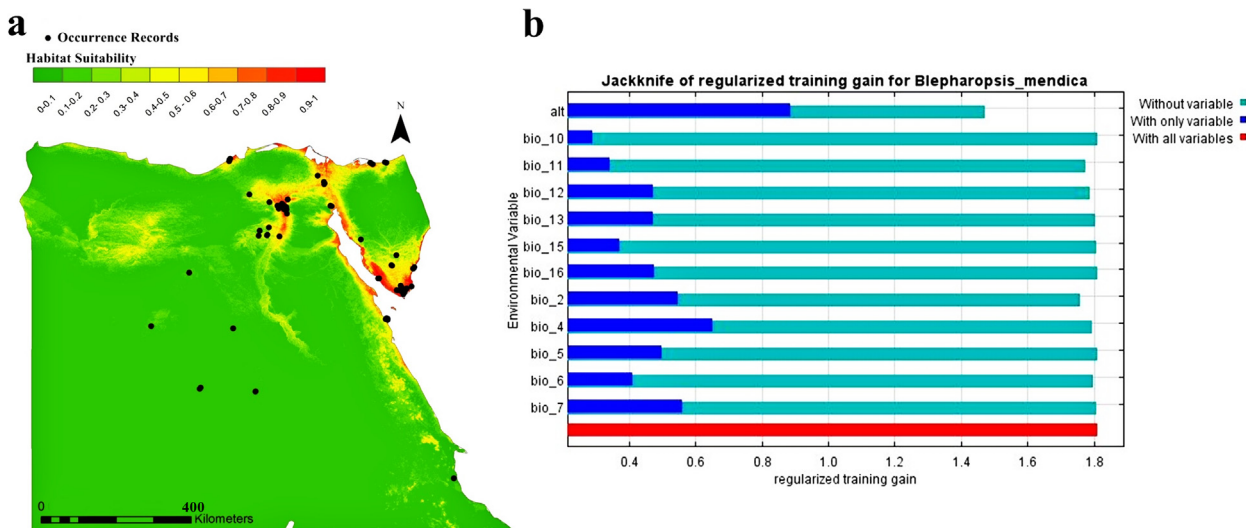 a
• Occurrence Records
Habitat Suitability
0-0.1 0.1-0.2 0.2-0.3 0.3-0.4 0.4-0.5 0.5 - 0.6 0.6-0.7 0.7-0.8 0.8-0.9 0.9-1
N
0 400
Kilometers
b
Jackknife of regularized training gain for Blepharopsis_mendica
Environmental Variable
alt
bio_10
bio_11
bio_12
bio_13
bio_15
bio_16
bio_2
bio_4
bio_5
bio_6
bio_7
0.4 0.6 0.8 1.0 1.2 1.4 1.6 1.8
regularized training gain
Without variable
With only variable
With all variables